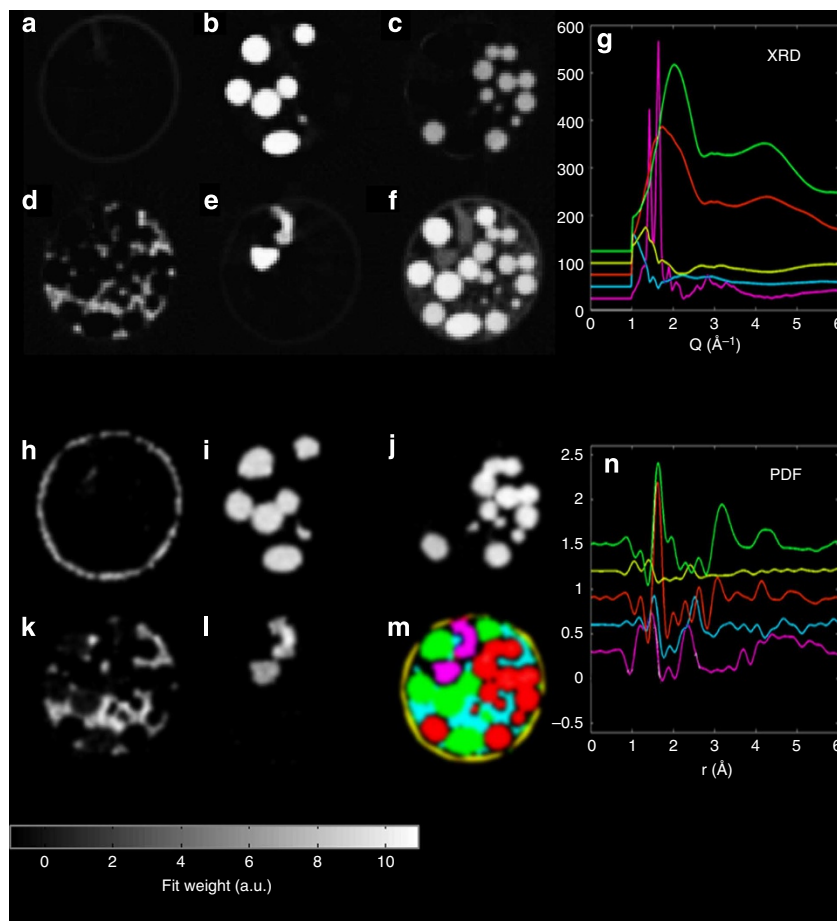 a
b
c
g
XRD
600
500
400
300
200
100
0
0 1 2 3 4 5 6
Q (Å–1)
d
e
f
h
i
j
n
PDF
2.5
2
1.5
1
0.5
0
–0.5
0 1 2 3 4 5 6
r (Å)
k
l
m
0 2 4 6 8 10
Fit weight (a.u.)